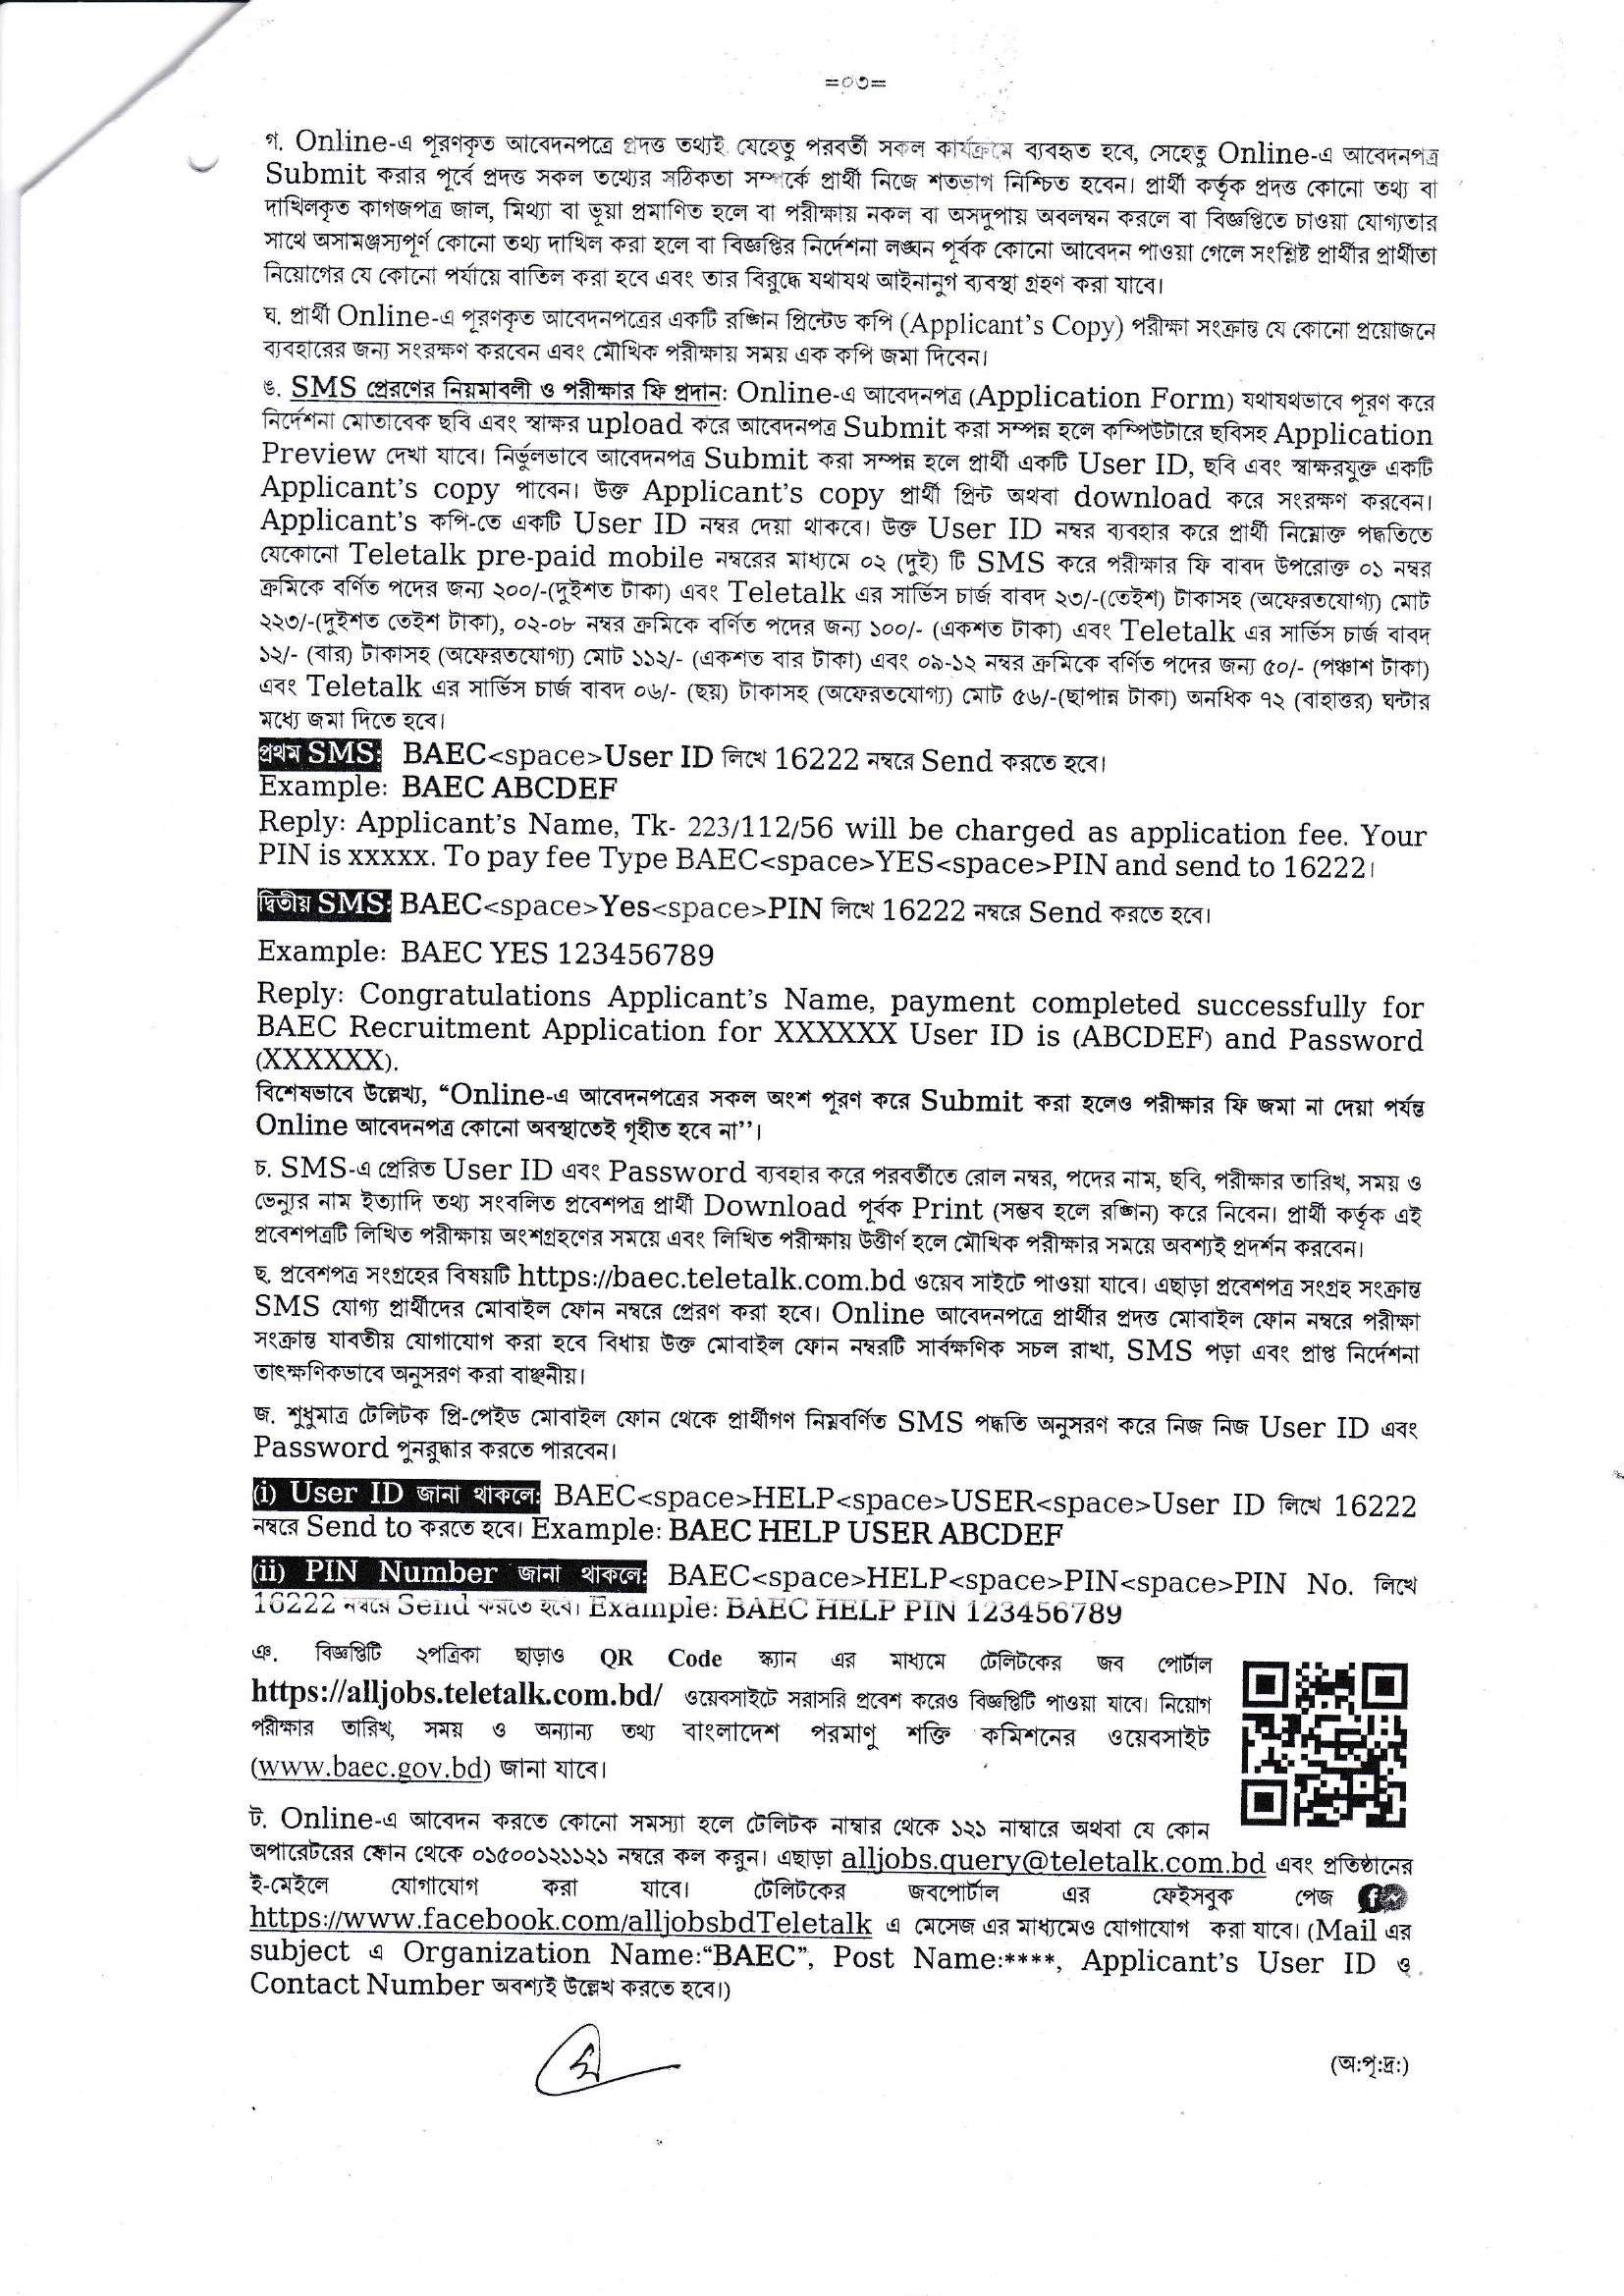 =০৩=
গ. Online-এ পূরণকৃত আবেদনপত্রে প্রদত্ত তথ্যই যেহেতু পরবর্তী সকল কার্যক্রমে ব্যবহৃত হবে, সেহেতু Online-এ আবেদনপত্র
Submit করার পূর্বে প্রদত্ত সকল তথ্যের সঠিকতা সম্পর্কে প্রার্থী নিজে শতভাগ নিশ্চিত হবেন। প্রার্থী কর্তৃক প্রদত্ত কোনো তথ্য বা
দাখিলকৃত কাগজপত্র জাল, মিথ্যা বা ভূয়া প্রমাণিত হলে বা পরীক্ষায় নকল বা অসদুপায় অবলম্বন করলে বা বিজ্ঞপ্তিতে চাওয়া যোগ্যতার
সাথে অসামঞ্জস্যপূর্ণ কোনো তথ্য দাখিল করা হলে বা বিজ্ঞপ্তির নির্দেশনা লঙ্ঘন পূর্বক কোনো আবেদন পাওয়া গেলে সংশ্লিষ্ট প্রার্থীর প্রার্থীতা
নিয়োগের যে কোনো পর্যায়ে বাতিল করা হবে এবং তার বিরুদ্ধে যথাযথ আইনানুগ ব্যবস্থা গ্রহণ করা যাবে।
ঘ. প্রার্থী Online-এ পূরণকৃত আবেদনপত্রের একটি রঙ্গিন প্রিন্টেড কপি (Applicant's Copy) পরীক্ষা সংক্রান্ত যে কোনো প্রয়োজনে
ব্যবহারের জন্য সংরক্ষণ করবেন এবং মৌখিক পরীক্ষায় সময় এক কপি জমা দিবেন।
ঙ. SMS প্রেরণের নিয়মাবলী ও পরীক্ষার ফি প্রদান: Online-এ আবেদনপত্র (Application Form) যথাযথভাবে পূরণ করে
নির্দেশনা মোতাবেক ছবি এবং স্বাক্ষর upload করে আবেদনপত্র Submit করা সম্পন্ন হলে কম্পিউটারে ছবিসহ Application
Preview দেখা যাবে। নির্ভুলভাবে আবেদনপত্র Submit করা সম্পন্ন হলে প্রার্থী একটি User ID, ছবি এবং স্বাক্ষরযুক্ত একটি
Applicant's copy পাবেন। উক্ত Applicant's copy প্রার্থী প্রিন্ট অথবা download করে সংরক্ষণ করবেন।
Applicant's কপি-তে একটি User ID নম্বর দেয়া থাকবে। উক্ত User ID নম্বর ব্যবহার করে প্রার্থী নিম্নোক্ত পদ্ধতিতে
যেকোনো Teletalk pre-paid mobile নম্বরের মাধ্যমে ০২ (দুই) টি SMS করে পরীক্ষার ফি বাবদ উপরোক্ত ০১ নম্বর
ক্রমিকে বর্ণিত পদের জন্য ২০০/-(দুইশত টাকা) এবং Teletalk এর সার্ভিস চার্জ বাবদ ২৩/-(তেইশ) টাকাসহ (অফেরতযোগ্য) মোট
২২৩/-(দুইশত তেইশ টাকা), ০২-০৮ নম্বর ক্রমিকে বর্ণিত পদের জন্য ১০০/- (একশত টাকা) এবং Teletalk এর সার্ভিস চার্জ বাবদ
১২/- (বার) টাকাসহ (অফেরতযোগ্য) মোট ১১২/- (একশত বার টাকা) এবং ০৯-১২ নম্বর ক্রমিকে বর্ণিত পদের জন্য ৫০/- (পঞ্চাশ টাকা)
এবং Teletalk এর সার্ভিস চার্জ বাবদ ০৬/- (ছয়) টাকাসহ (অফেরতযোগ্য) মোট ৫৬/-(ছাপান্ন টাকা) অনধিক ৭২ (বাহাত্তর) ঘন্টার
মধ্যে জমা দিতে হবে।
প্রথম SMS: BAEC<space>User ID লিখে 16222 নম্বরে Send করতে হবে।
Example: BAEC ABCDEF
Reply: Applicant's Name, Tk- 223/112/56 will be charged as application fee. Your
PIN is xxxxx. To pay fee Type BAEC<space>YES<space>PIN and send to 16222।
দ্বিতীয় SMS: BAEC<space>Yes<space>PIN লিখে 16222 নম্বরে Send করতে হবে।
Example: BAEC YES 123456789
Reply: Congratulations Applicant's Name, payment completed successfully for
BAEC Recruitment Application for XXXXXX User ID is (ABCDEF) and Password
(XXXXXX).
বিশেষভাবে উল্লেখ্য, “Online-এ আবেদনপত্রের সকল অংশ পূরণ করে Submit করা হলেও পরীক্ষার ফি জমা না দেয়া পর্যন্ত
Online আবেদনপত্র কোনো অবস্থাতেই গৃহীত হবে না’’।
চ. SMS-এ প্রেরিত User ID এবং Password ব্যবহার করে পরবর্তীতে রোল নম্বর, পদের নাম, ছবি, পরীক্ষার তারিখ, সময় ও
ভেন্যুর নাম ইত্যাদি তথ্য সংবলিত প্রবেশপত্র প্রার্থী Download পূর্বক Print (সম্ভব হলে রঙ্গিন) করে নিবেন। প্রার্থী কর্তৃক এই
প্রবেশপত্রটি লিখিত পরীক্ষায় অংশগ্রহণের সময়ে এবং লিখিত পরীক্ষায় উত্তীর্ণ হলে মৌখিক পরীক্ষার সময়ে অবশ্যই প্রদর্শন করবেন।
ছ. প্রবেশপত্র সংগ্রহের বিষয়টি https://baec.teletalk.com.bd ওয়েব সাইটে পাওয়া যাবে। এছাড়া প্রবেশপত্র সংগ্রহ সংক্রান্ত
SMS যোগ্য প্রার্থীদের মোবাইল ফোন নম্বরে প্রেরণ করা হবে। Online আবেদনপত্রে প্রার্থীর প্রদত্ত মোবাইল ফোন নম্বরে পরীক্ষা
সংক্রান্ত যাবতীয় যোগাযোগ করা হবে বিধায় উক্ত মোবাইল ফোন নম্বরটি সার্বক্ষণিক সচল রাখা, SMS পড়া এবং প্রাপ্ত নির্দেশনা
তাৎক্ষণিকভাবে অনুসরণ করা বাঞ্ছনীয়।
জ. শুধুমাত্র টেলিটক প্রি-পেইড মোবাইল ফোন থেকে প্রার্থীগণ নিম্নবর্ণিত SMS পদ্ধতি অনুসরণ করে নিজ নিজ User ID এবং
Password পুনরুদ্ধার করতে পারবেন।
(i) User ID জানা থাকলে: BAEC<space>HELP<space>USER<space>User ID লিখে 16222
নম্বরে Send to করতে হবে। Example: BAEC HELP USER ABCDEF
(ii) PIN Number জানা থাকলে: BAEC<space>HELP<space>PIN<space>PIN No. লিখে
16222 নম্বরে Send করতে হবে। Example: BAEC HELP PIN 123456789
ঞ. বিজ্ঞপ্তিটি ২পত্রিকা ছাড়াও QR Code স্ক্যান এর মাধ্যমে টেলিটকের জব পোর্টাল
https://alljobs.teletalk.com.bd/ ওয়েবসাইটে সরাসরি প্রবেশ করেও বিজ্ঞপ্তিটি পাওয়া যাবে। নিয়োগ
পরীক্ষার তারিখ, সময় ও অন্যান্য তথ্য বাংলাদেশ পরমাণু শক্তি কমিশনের ওয়েবসাইট
(www.baec.gov.bd) জানা যাবে।
ট. Online-এ আবেদন করতে কোনো সমস্যা হলে টেলিটক নাম্বার থেকে ১২১ নাম্বারে অথবা যে কোন
অপারেটরের ফোন থেকে ০১৫০০১২১১২১ নম্বরে কল করুন। এছাড়া alljobs.query@teletalk.com.bd এবং প্রতিষ্ঠানের
ই-মেইলে যোগাযোগ করা যাবে। টেলিটকের জবপোর্টাল এর ফেইসবুক পেজ
https://www.facebook.com/alljobsbdTeletalk এ মেসেজ এর মাধ্যমেও যোগাযোগ করা যাবে। (Mail এর
subject এ Organization Name:“BAEC”, Post Name:****, Applicant's User ID ও
Contact Number অবশ্যই উল্লেখ করতে হবে।)
(অ:পৃ:দ্র:)